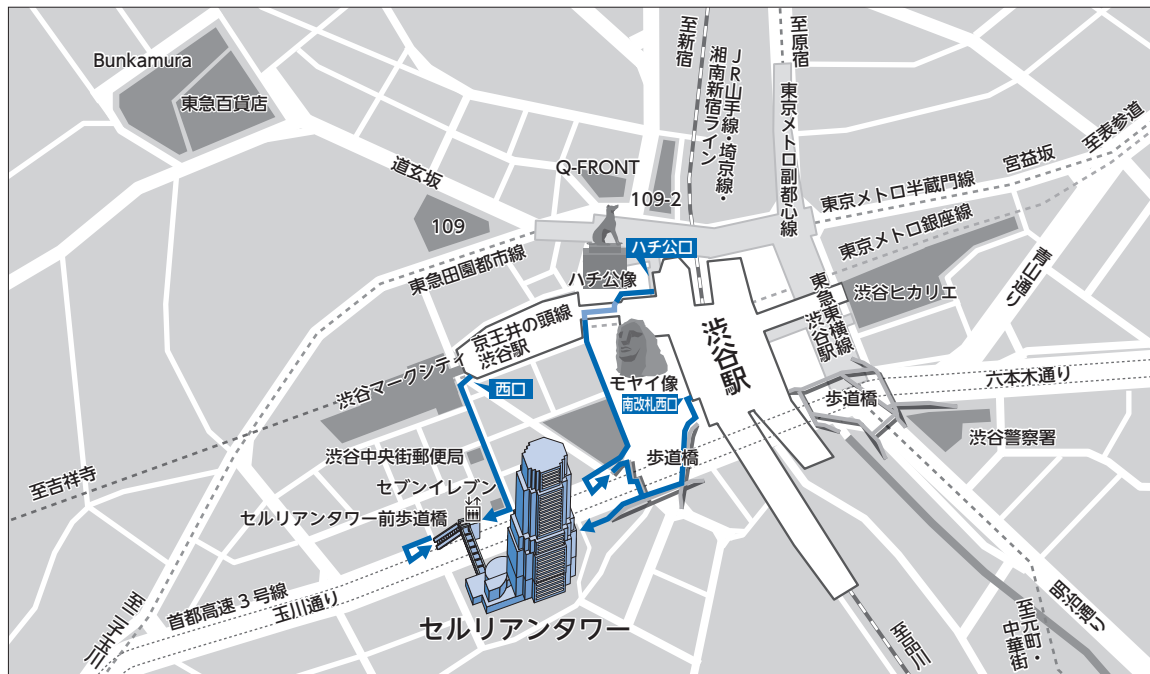 Bunkamura
東急百貨店
至新宿
JR山手線・埼京線・
湘南新宿ライン
至原宿
東京メトロ副都心線
至表参道
宮益坂
東京メトロ半蔵門線
東京メトロ銀座線
青山通り
道玄坂
Q-FRONT
109-2
109
ハチ公口
東急田園都市線
ハチ公像
渋谷ヒカリエ
東急東横線
渋谷駅
京王井の頭線
渋谷駅
渋谷駅
渋谷マークシティ
西口
モヤイ像
南改札西口
六本木通り
歩道橋
渋谷警察署
渋谷中央街郵便局
歩道橋
至吉祥寺
セブンイレブン
セルリアンタワー前歩道橋
首都高速3号線
玉川通り
至二子玉川
セルリアンタワー
至品川
至元町・
中華街
明治通り